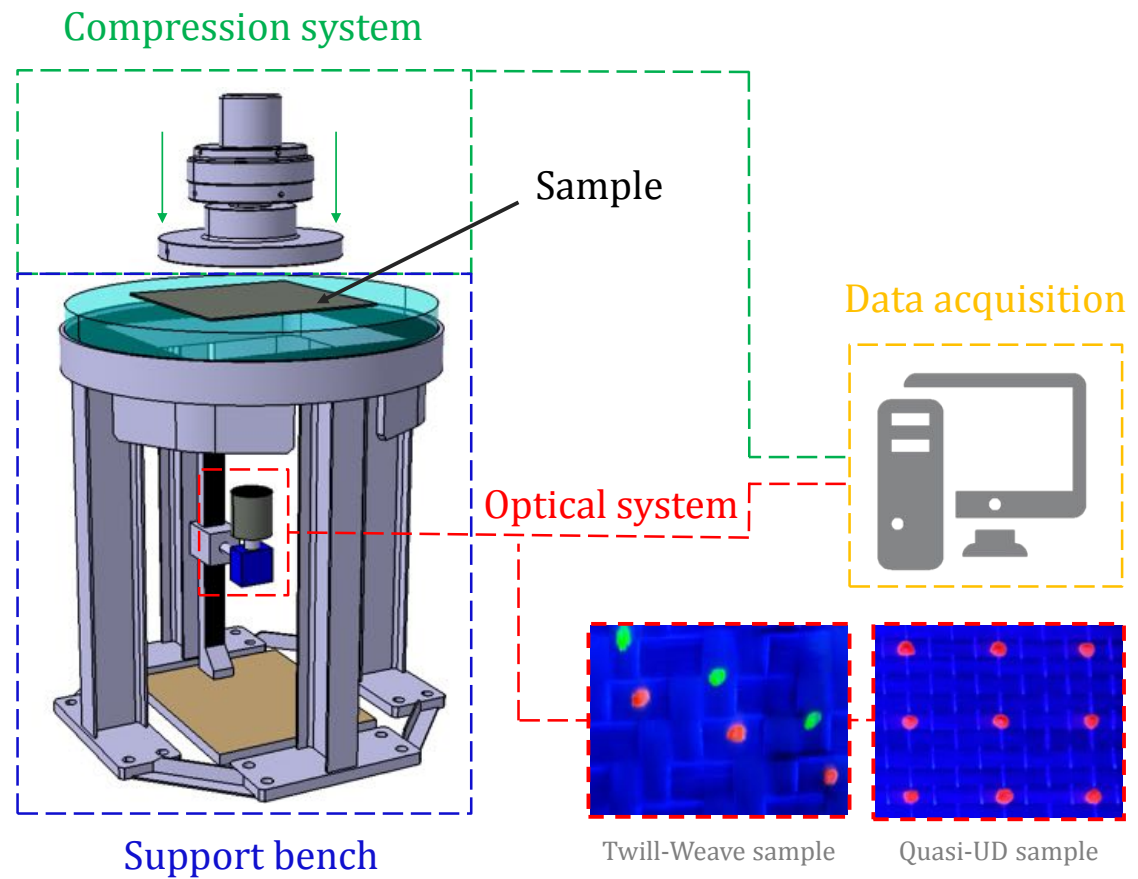 Compression system
Sample
Data acquisition
Optical system
Support bench
Twill-Weave sample
Quasi-UD sample